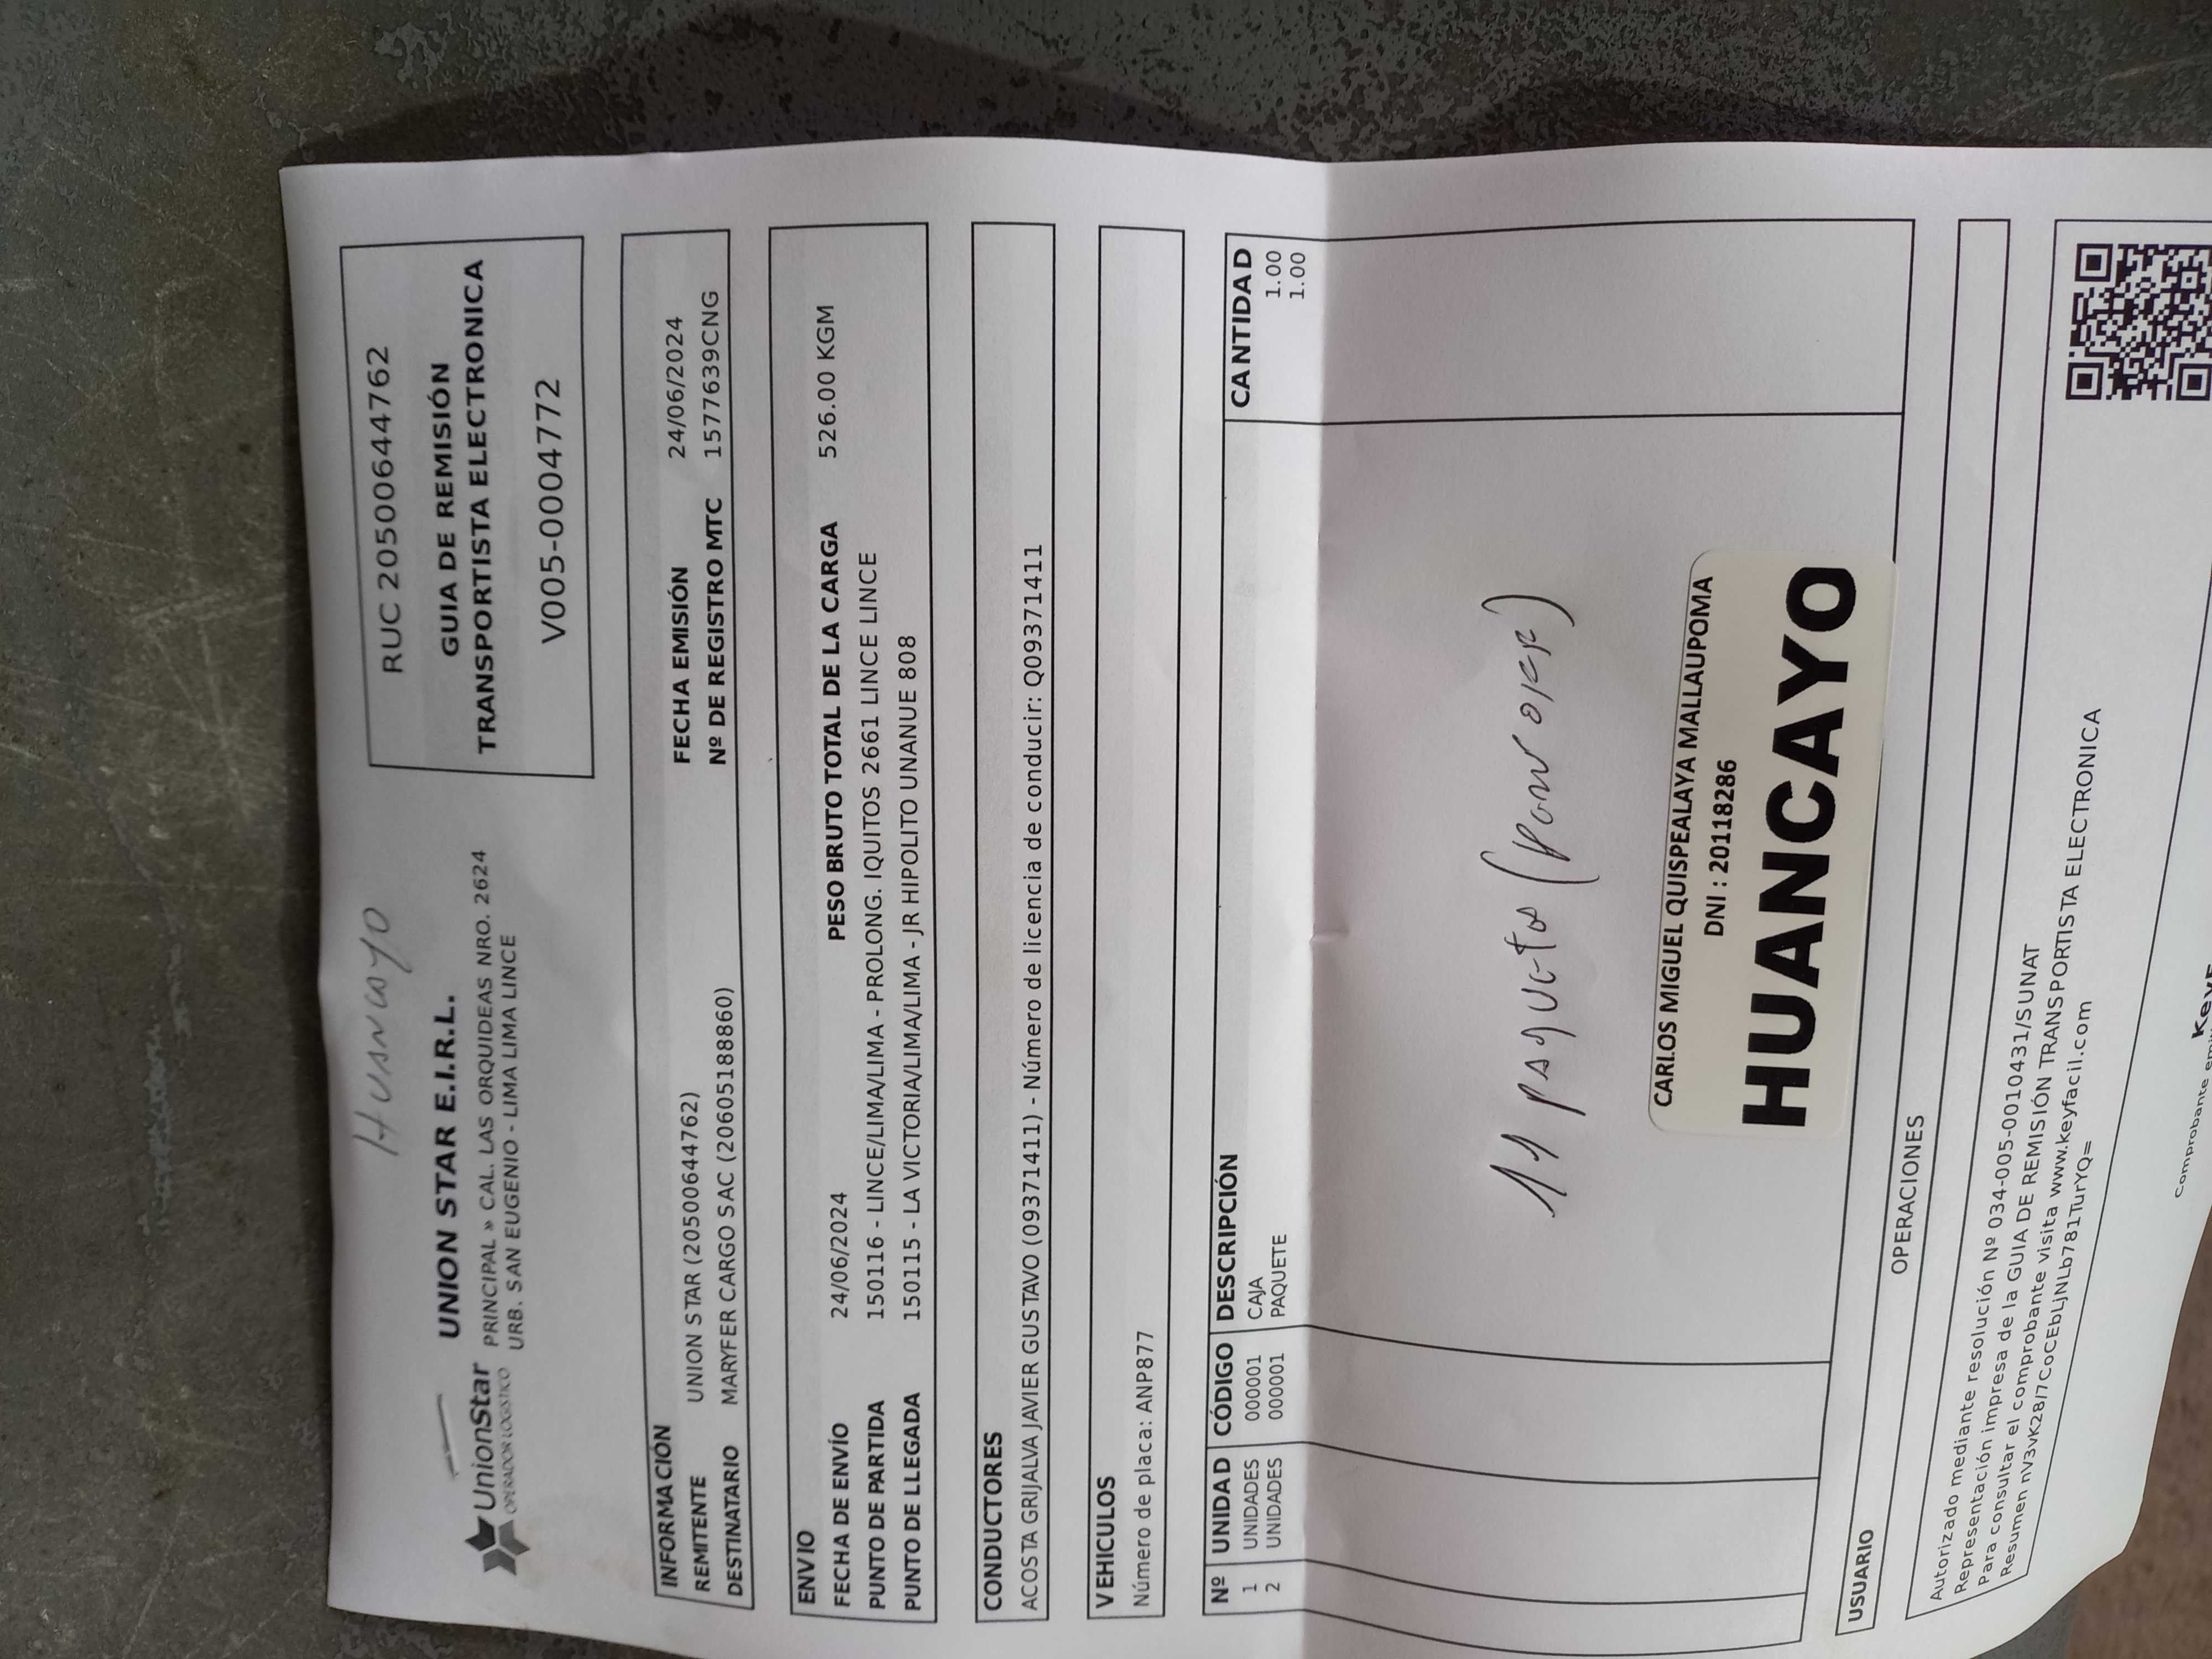 Huancayo
UnionStar
OPERADOR LOGISTICO
UNION STAR E.I.R.L.
PRINCIPAL » CAL. LAS ORQUIDEAS NRO. 2624
URB. SAN EUGENIO - LIMA LIMA LINCE
RUC 20500644762
GUIA DE REMISIÓN
TRANSPORTISTA ELECTRONICA
V005-0004772
INFORMACIÓN
REMITENTE UNION STAR (20500644762) FECHA EMISIÓN 24/06/2024
DESTINATARIO MARYFER CARGO SAC (20605188860) Nº DE REGISTRO MTC 1577639CNG
ENVIO
FECHA DE ENVÍO 24/06/2024 PESO BRUTO TOTAL DE LA CARGA 526.00 KGM
PUNTO DE PARTIDA 150116 - LINCE/LIMA/LIMA - PROLONG. IQUITOS 2661 LINCE LINCE
PUNTO DE LLEGADA 150115 - LA VICTORIA/LIMA/LIMA - JR HIPOLITO UNANUE 808
CONDUCTORES
ACOSTA GRIJALVA JAVIER GUSTAVO (09371411) - Número de licencia de conducir: Q09371411
VEHICULOS
Número de placa: ANP877
Nº UNIDAD CÓDIGO DESCRIPCIÓN CANTIDAD
1 UNIDADES 000001 CAJA 1.00
2 UNIDADES 000001 PAQUETE 1.00
11 paquetos
CARLOS MIGUEL QUISPEALAYA MALLAUPOMA
DNI : 20118286
HUANCAYO
USUARIO OPERACIONES
Autorizado mediante resolución Nº 034-005-0010431/SUNAT
Representación impresa de la GUIA DE REMISIÓN TRANSPORTISTA ELECTRONICA
Para consultar el comprobante visita www.keyfacil.com
Resumen nV3vK28/7CoCEbLjNLb781TurYQ=